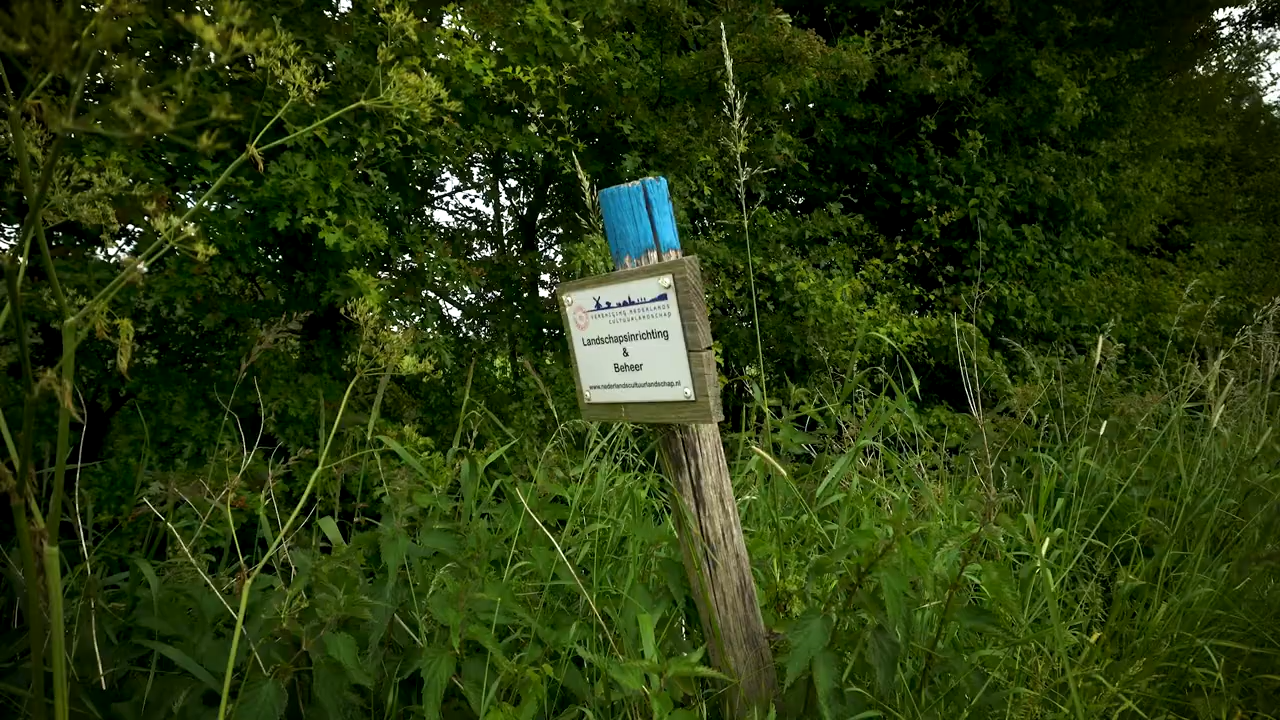 VERENIGING NEDERLANDS
CULTUURLANDSCHAP
Landschapsinrichting
&
Beheer
www.nederlandscultuurlandschap.nl